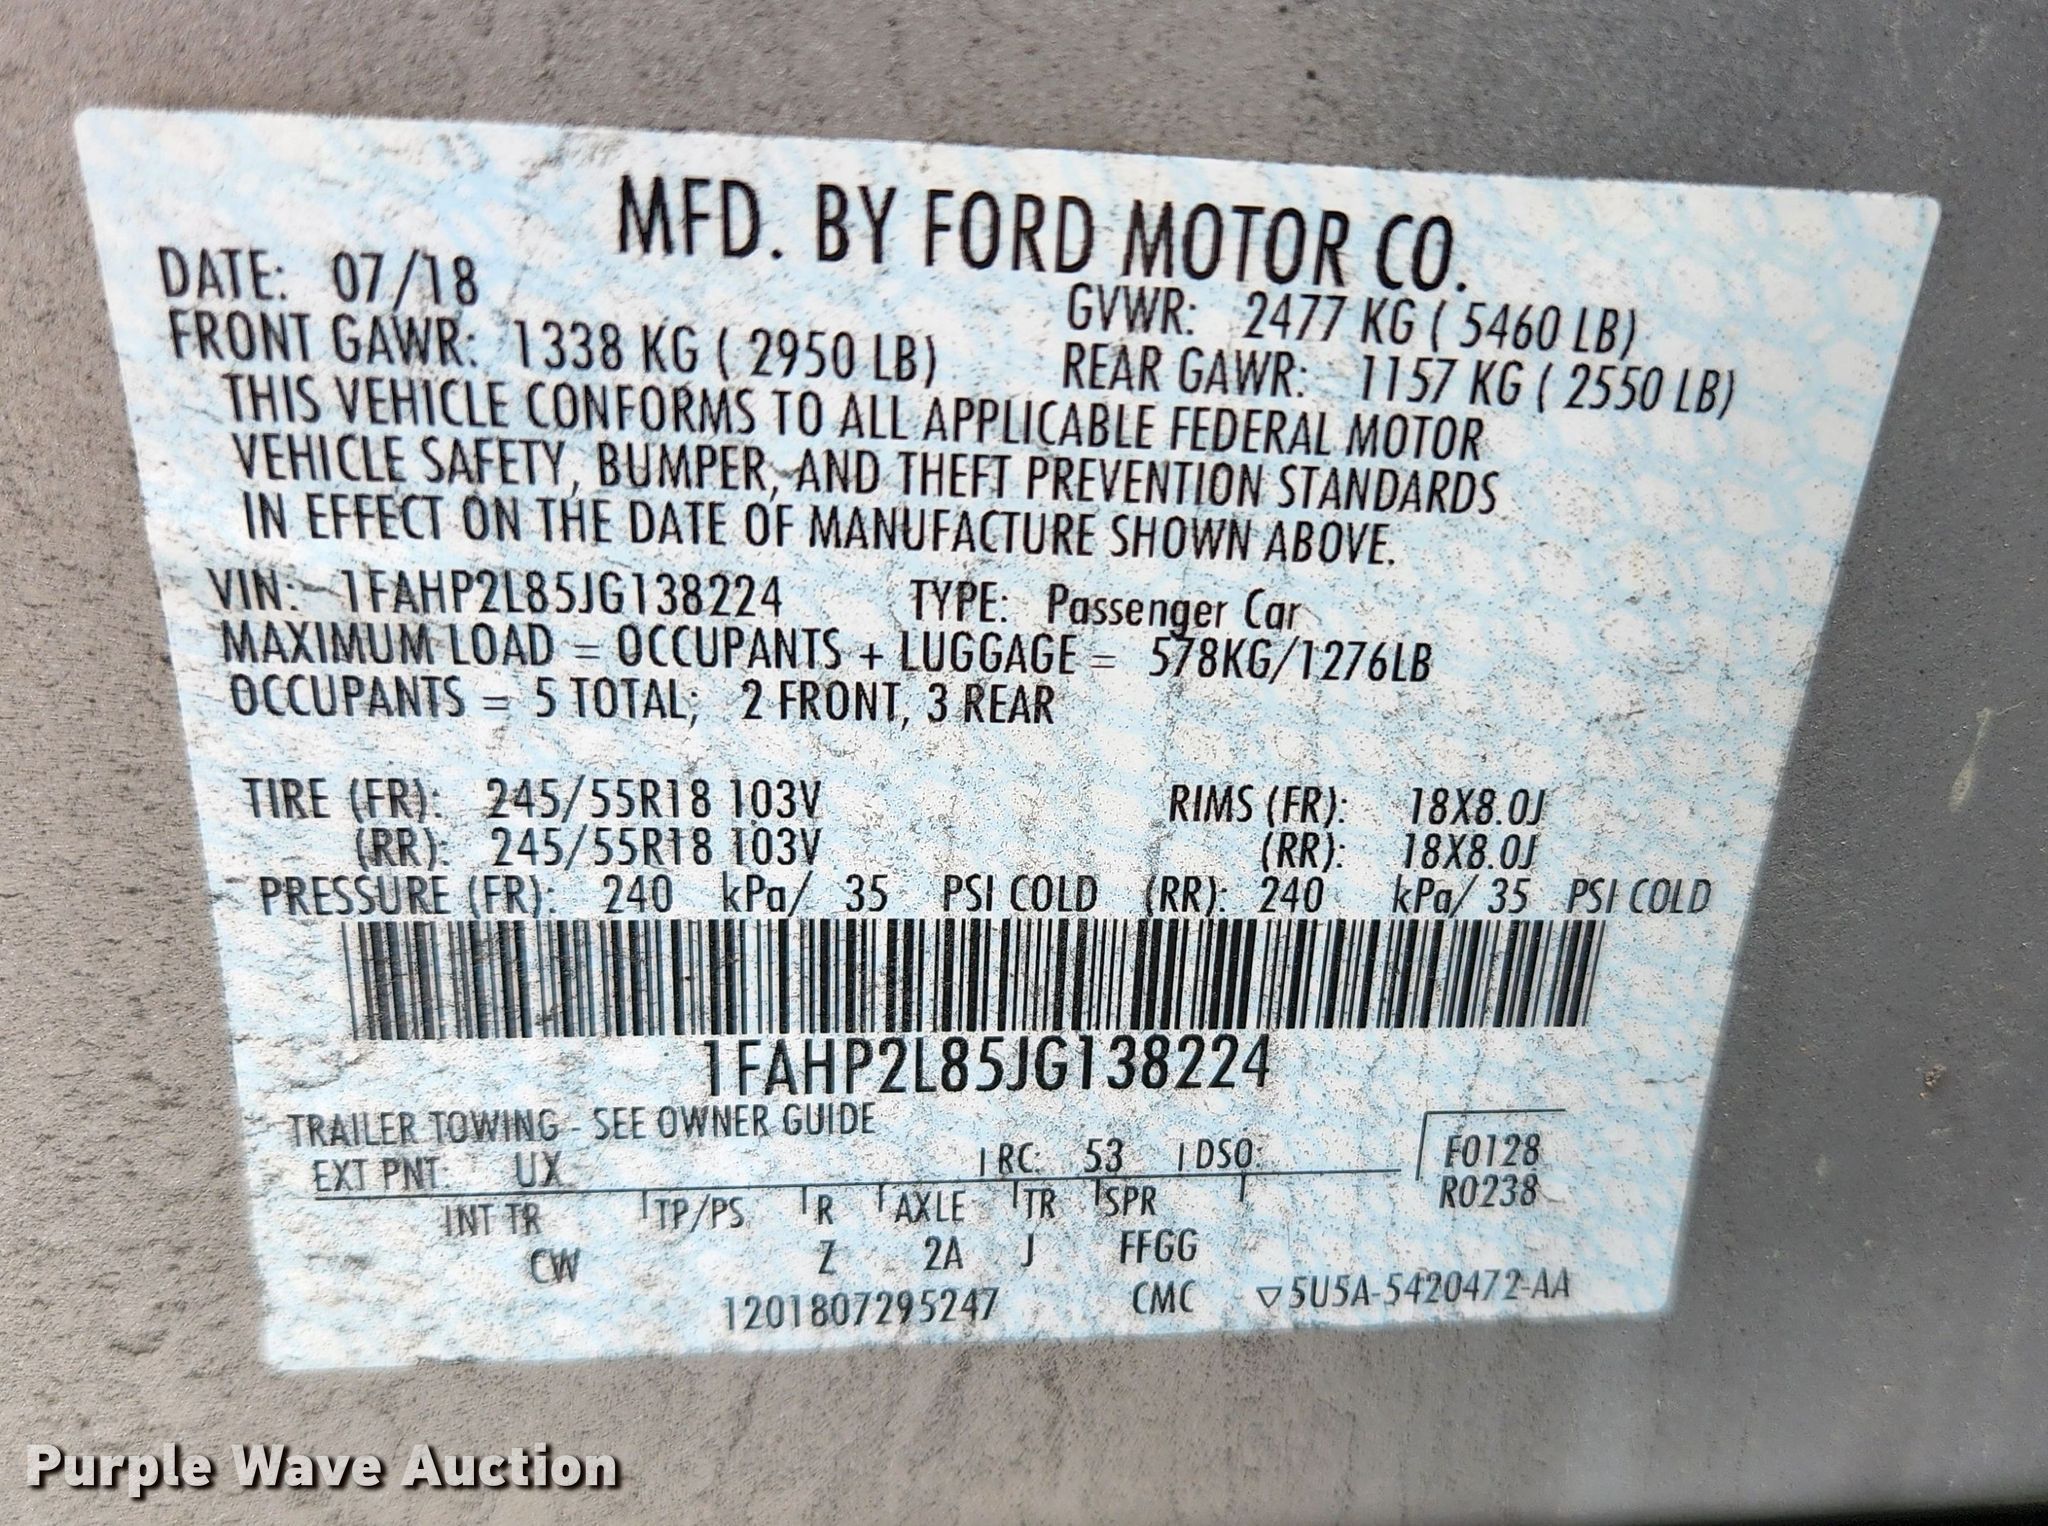 MFD. BY FORD MOTOR CO.
DATE: 07/18 GVWR: 2477 KG ( 5460 LB)
FRONT GAWR: 1338 KG ( 2950 LB) REAR GAWR: 1157 KG ( 2550 LB)
THIS VEHICLE CONFORMS TO ALL APPLICABLE FEDERAL MOTOR
VEHICLE SAFETY, BUMPER, AND THEFT PREVENTION STANDARDS
IN EFFECT ON THE DATE OF MANUFACTURE SHOWN ABOVE.
VIN: 1FAHP2L85JG138224 TYPE: Passenger Car
MAXIMUM LOAD = OCCUPANTS + LUGGAGE = 578KG/1276LB
OCCUPANTS = 5 TOTAL; 2 FRONT, 3 REAR
TIRE (FR): 245/55R18 103V RIMS (FR): 18X8.0J
(RR): 245/55R18 103V (RR): 18X8.0J
PRESSURE (FR): 240 kPa/ 35 PSI COLD (RR): 240 kPa/ 35 PSI COLD
1FAHP2L85JG138224
TRAILER TOWING - SEE OWNER GUIDE
EXT PNT: UX RC: 53 DSO: F0128
R0238
INT TR TP/PS R AXLE TR SPR
CW Z 2A J FFGG
1201807295247 CMC ▽5U5A-5420472-AA
Purple Wave Auction